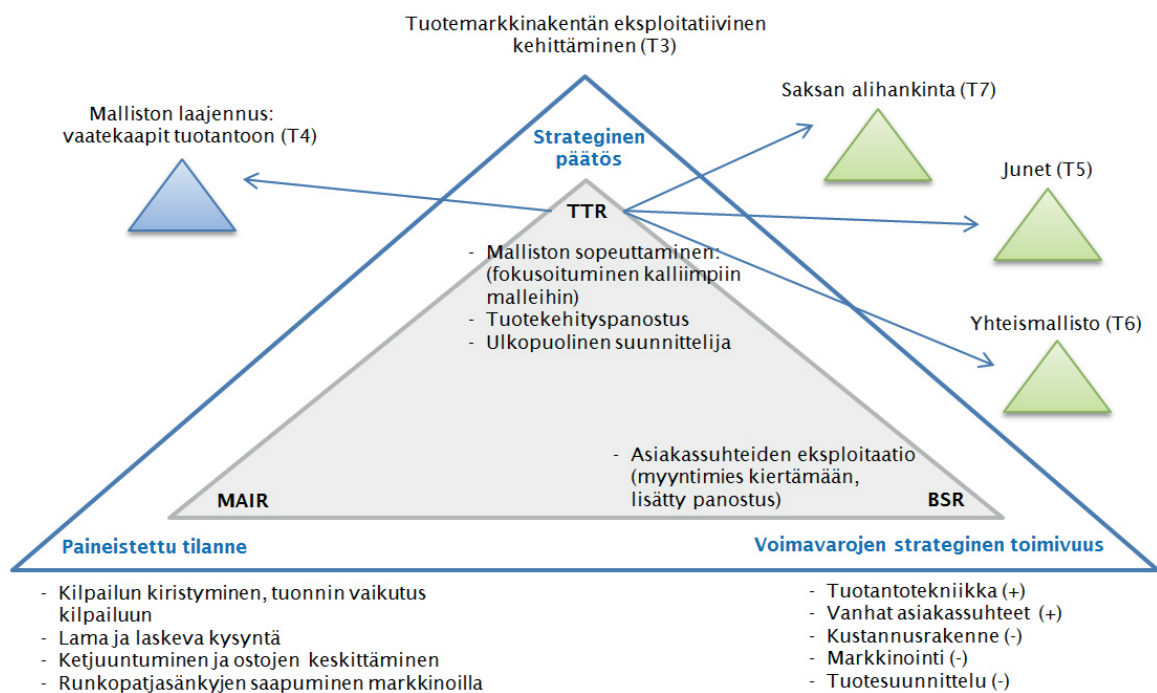 Tuotemarkkinakentän eksploitatiivinen
kehittäminen (T3)
Malliston laajennus:
vaatekaapit tuotantoon (T4)
Saksan alihankinta (T7)
Strateginen
päätös
Junet (T5)
TTR
- Malliston sopeuttaminen:
(fokusoituminen kalliimpiin
malleihin)
- Tuotekehityspanostus
- Ulkopuolinen suunnittelija
Yhteismallisto (T6)
- Asiakassuhteiden eksploitaatio
(myyntimies kiertämään,
lisätty panostus)
MAIR
BSR
Paineistettu tilanne
Voimavarojen strateginen toimivuus
- Kilpailun kiristyminen, tuonnin vaikutus
kilpailuun
- Lama ja laskeva kysyntä
- Ketjuuntuminen ja ostojen keskittäminen
- Runkopatjasänkyjen saapuminen markkinoilla
- Tuotantotekniikka (+)
- Vanhat asiakassuhteet (+)
- Kustannusrakenne (-)
- Markkinointi (-)
- Tuotesuunnittelu (-)